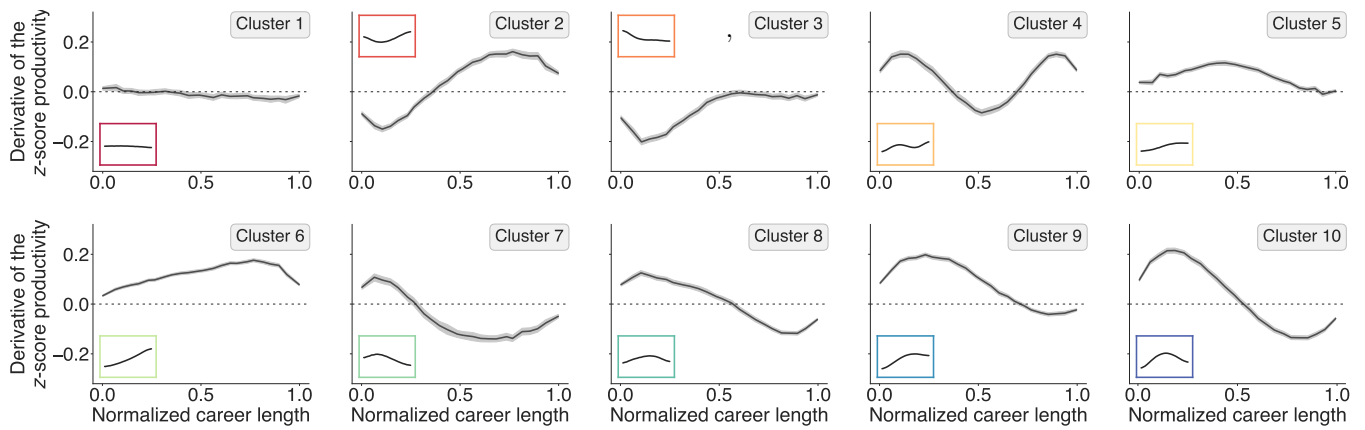 Derivative of the
z-score productivity
0.2
0.0
−0.2
Cluster 1
0.0 0.5 1.0
Cluster 2
0.0 0.5 1.0
Cluster 3
,
0.0 0.5 1.0
Cluster 4
0.0 0.5 1.0
Cluster 5
0.0 0.5 1.0
Derivative of the
z-score productivity
0.2
0.0
−0.2
Cluster 6
0.0 0.5 1.0
Normalized career length
Cluster 7
0.0 0.5 1.0
Normalized career length
Cluster 8
0.0 0.5 1.0
Normalized career length
Cluster 9
0.0 0.5 1.0
Normalized career length
Cluster 10
0.0 0.5 1.0
Normalized career length